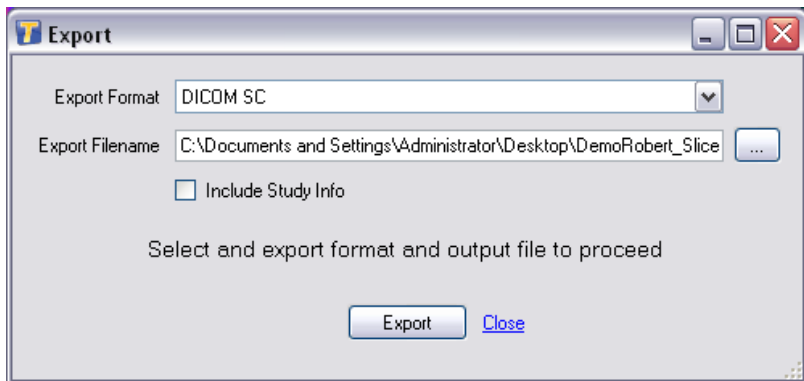 Export
Export Format DICOM SC
Export Filename C:\Documents and Settings\Administrator\Desktop\DemoRobert_Slice ...
Include Study Info
Select and export format and output file to proceed
Export Close